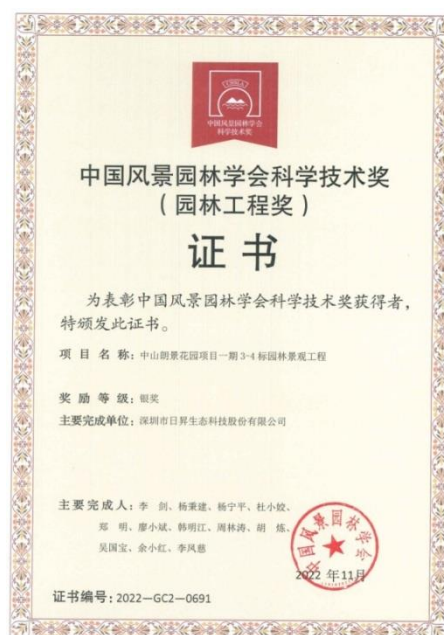 CHSLA
中国风景园林学会
科学技术奖
中国风景园林学会科学技术奖
(园林工程奖)
证书
为表彰中国风景园林学会科学技术奖获得者,
特颁发此证书。
项目名称:中山朗景花园项目一期3-4标园林景观工程
奖励等级:银奖
主要完成单位:深圳市日昇生态科技股份有限公司
主要完成人:李剑、杨秉建、杨宁平、杜小姣、
郑明、廖小斌、韩明江、周林涛、胡炼、
吴国宝、余小红、李凤慈
中国风景园林学会
2022年11月
证书编号:2022—GC2—0691